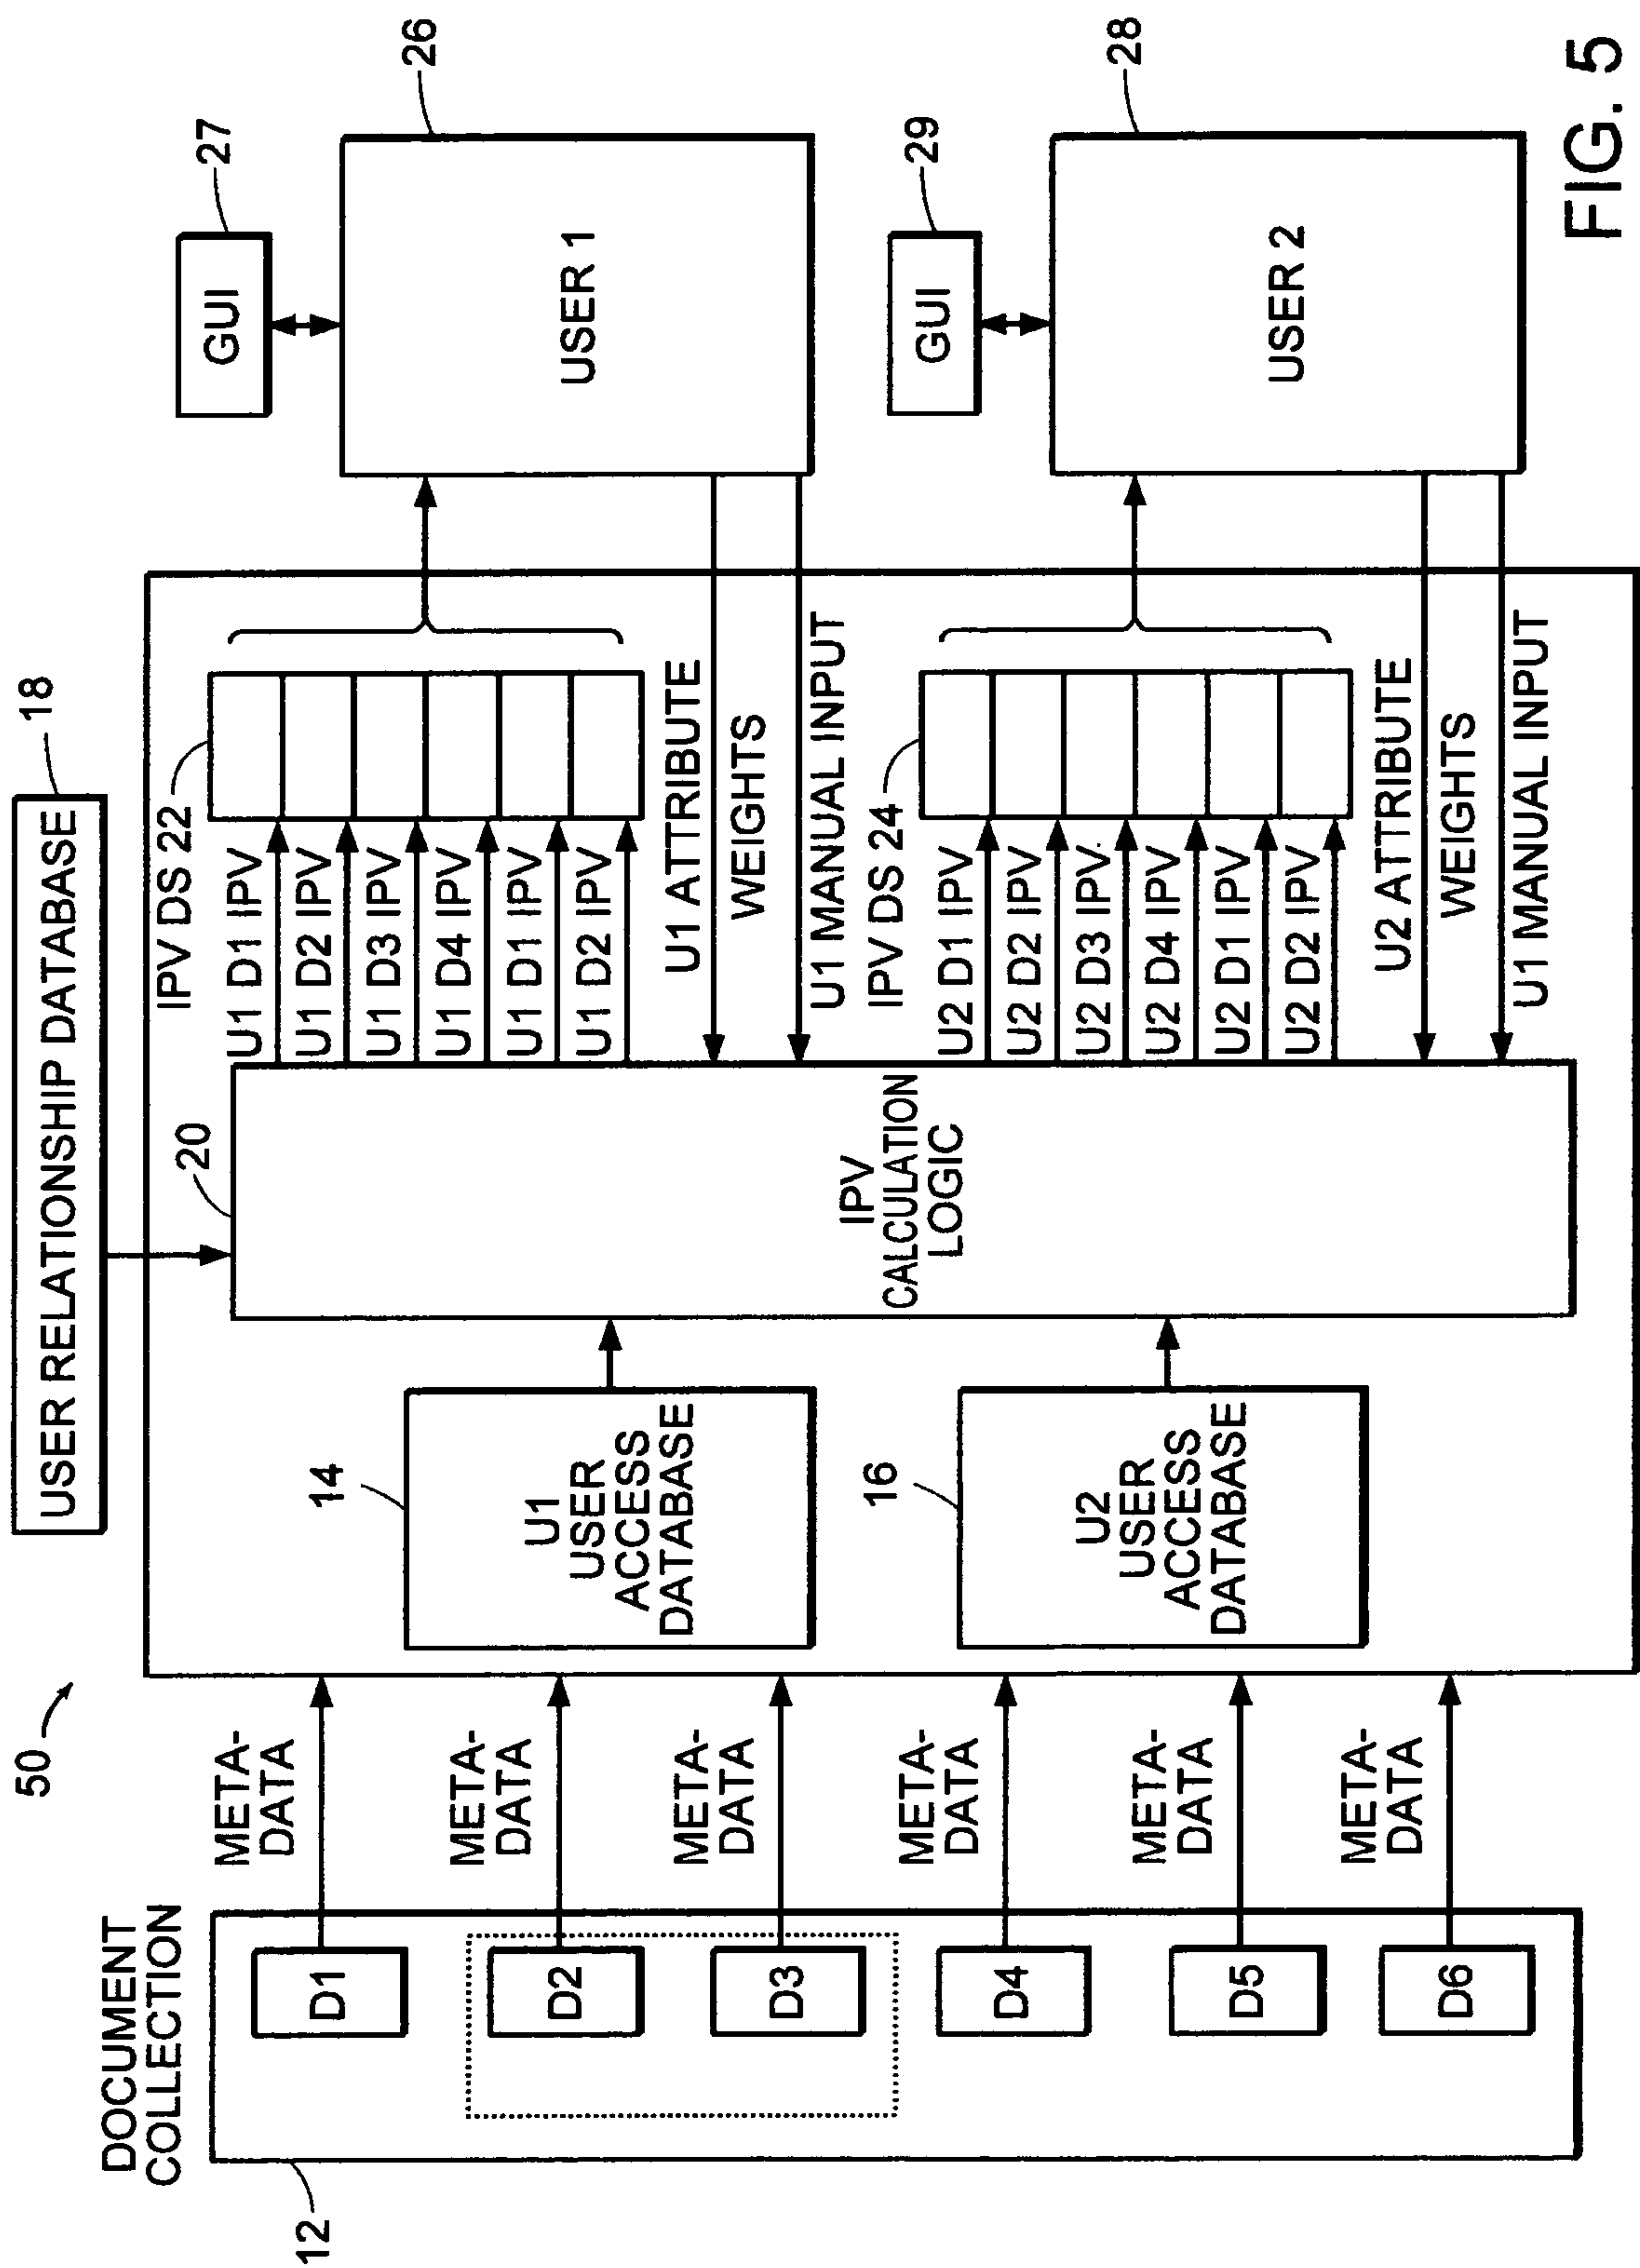 50
USER RELATIONSHIP DATABASE
18
DOCUMENT
COLLECTION
12
D1
D2
D3
D4
D5
D6
META-
DATA
META-
DATA
META-
DATA
META-
DATA
META-
DATA
META-
DATA
14
U1
USER
ACCESS
DATABASE
16
U2
USER
ACCESS
DATABASE
20
IPV
CALCULATION
LOGIC
IPV DS 22
U1 D1 IPV
U1 D2 IPV
U1 D3 IPV
U1 D4 IPV
U1 D1 IPV
U1 D2 IPV
U1 ATTRIBUTE
WEIGHTS
U1 MANUAL INPUT
IPV DS 24
U2 D1 IPV
U2 D2 IPV
U2 D3 IPV
U2 D4 IPV
U2 D1 IPV
U2 D2 IPV
U2 ATTRIBUTE
WEIGHTS
U1 MANUAL INPUT
GUI
27
USER 1
26
GUI
29
USER 2
28
FIG. 5